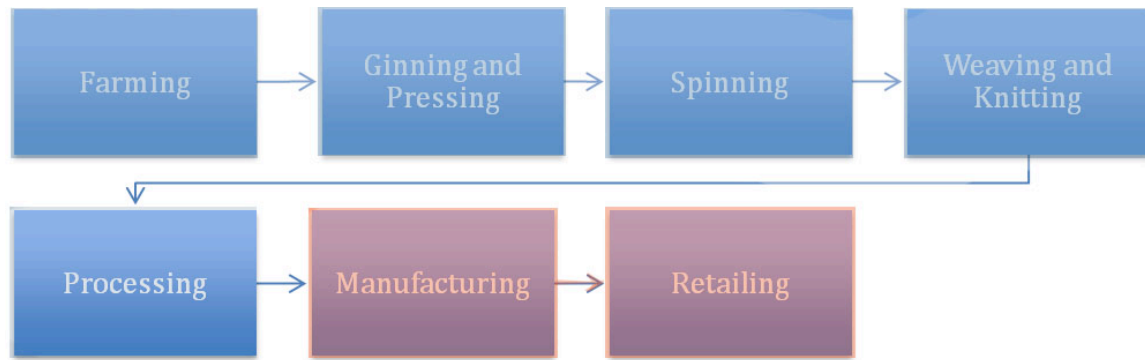 Farming
Ginning and
Pressing
Spinning
Weaving and
Knitting
Processing
Manufacturing
Retailing